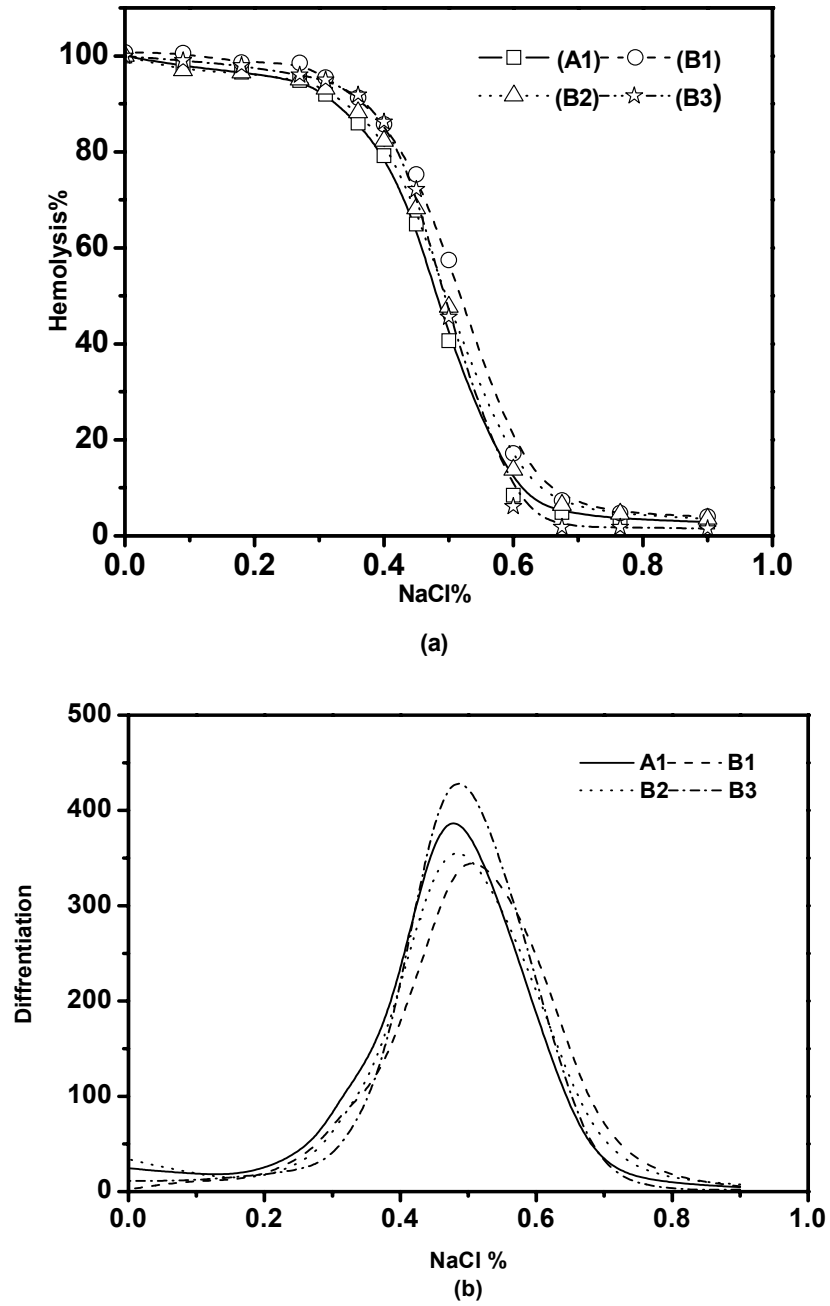 100
80
60
40
20
0
Hemolysis%
(A1) (B1)
(B2) (B3)
0.0 0.2 0.4 0.6 0.8 1.0
NaCl%
(a)
500
400
300
200
100
0
Diffrentiation
A1 B1
B2 B3
0.0 0.2 0.4 0.6 0.8 1.0
NaCl %
(b)